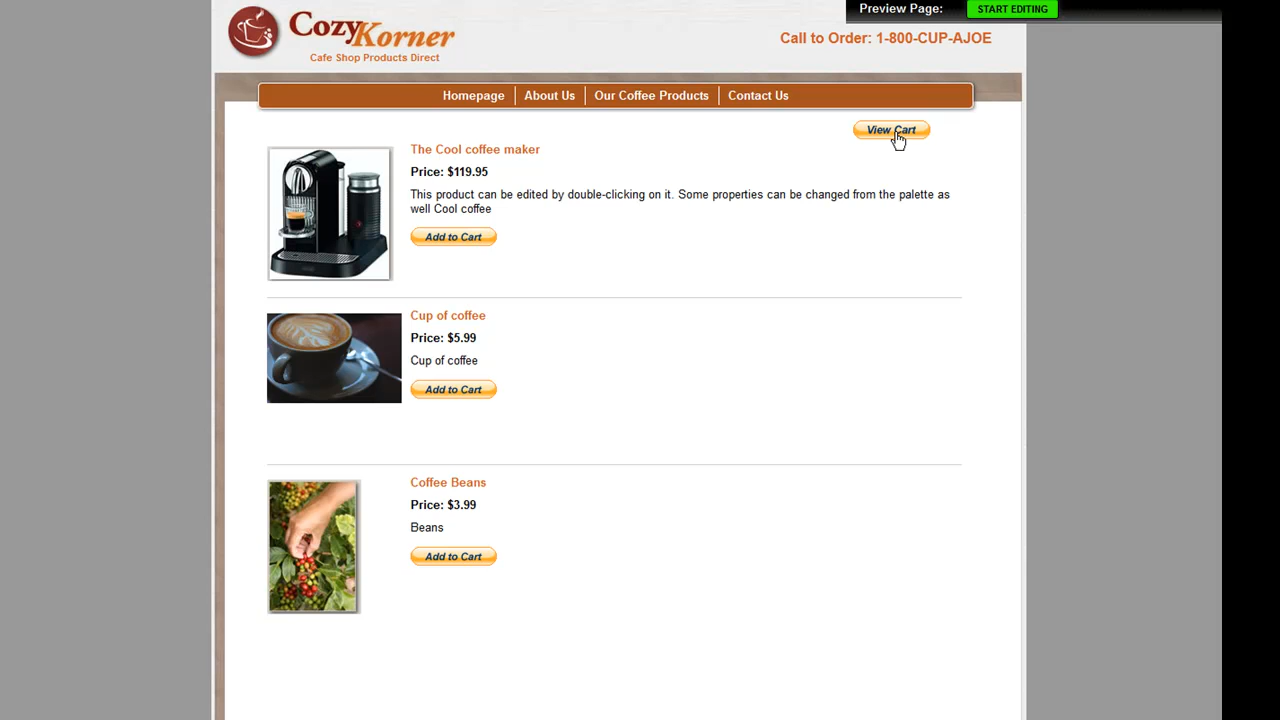 Preview Page: START EDITING
Cozy Korner
Cafe Shop Products Direct
Call to Order: 1-800-CUP-AJOE
Homepage About Us Our Coffee Products Contact Us
View Cart
The Cool coffee maker
Price: $119.95
This product can be edited by double-clicking on it. Some properties can be changed from the palette as
well Cool coffee
Add to Cart
Cup of coffee
Price: $5.99
Cup of coffee
Add to Cart
Coffee Beans
Price: $3.99
Beans
Add to Cart